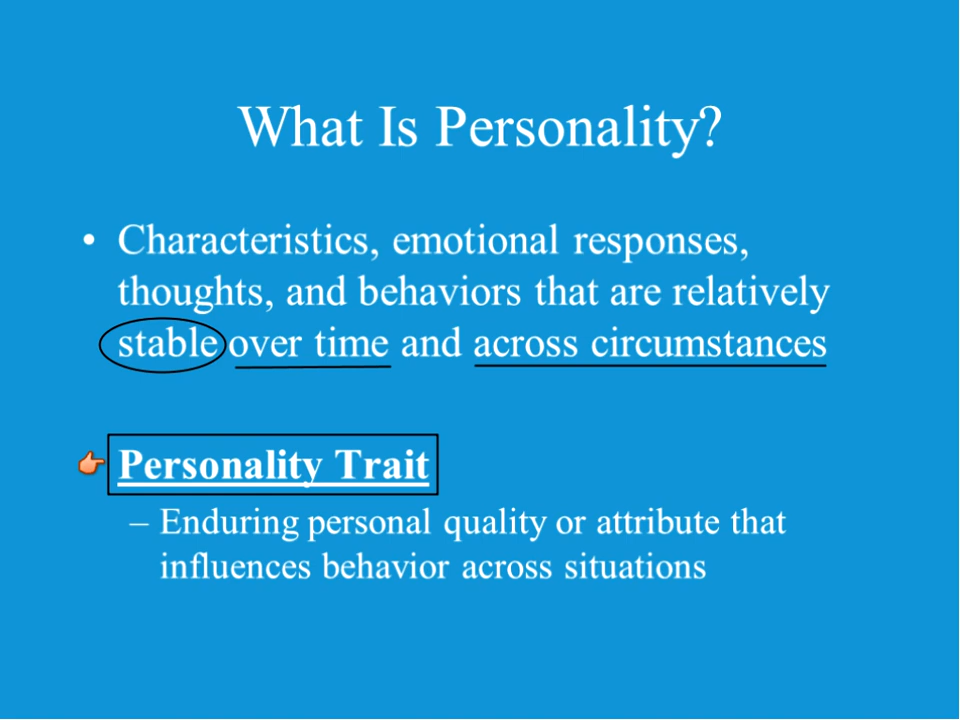 What Is Personality?
• Characteristics, emotional responses,
thoughts, and behaviors that are relatively
stable over time and across circumstances
Personality Trait
– Enduring personal quality or attribute that
influences behavior across situations